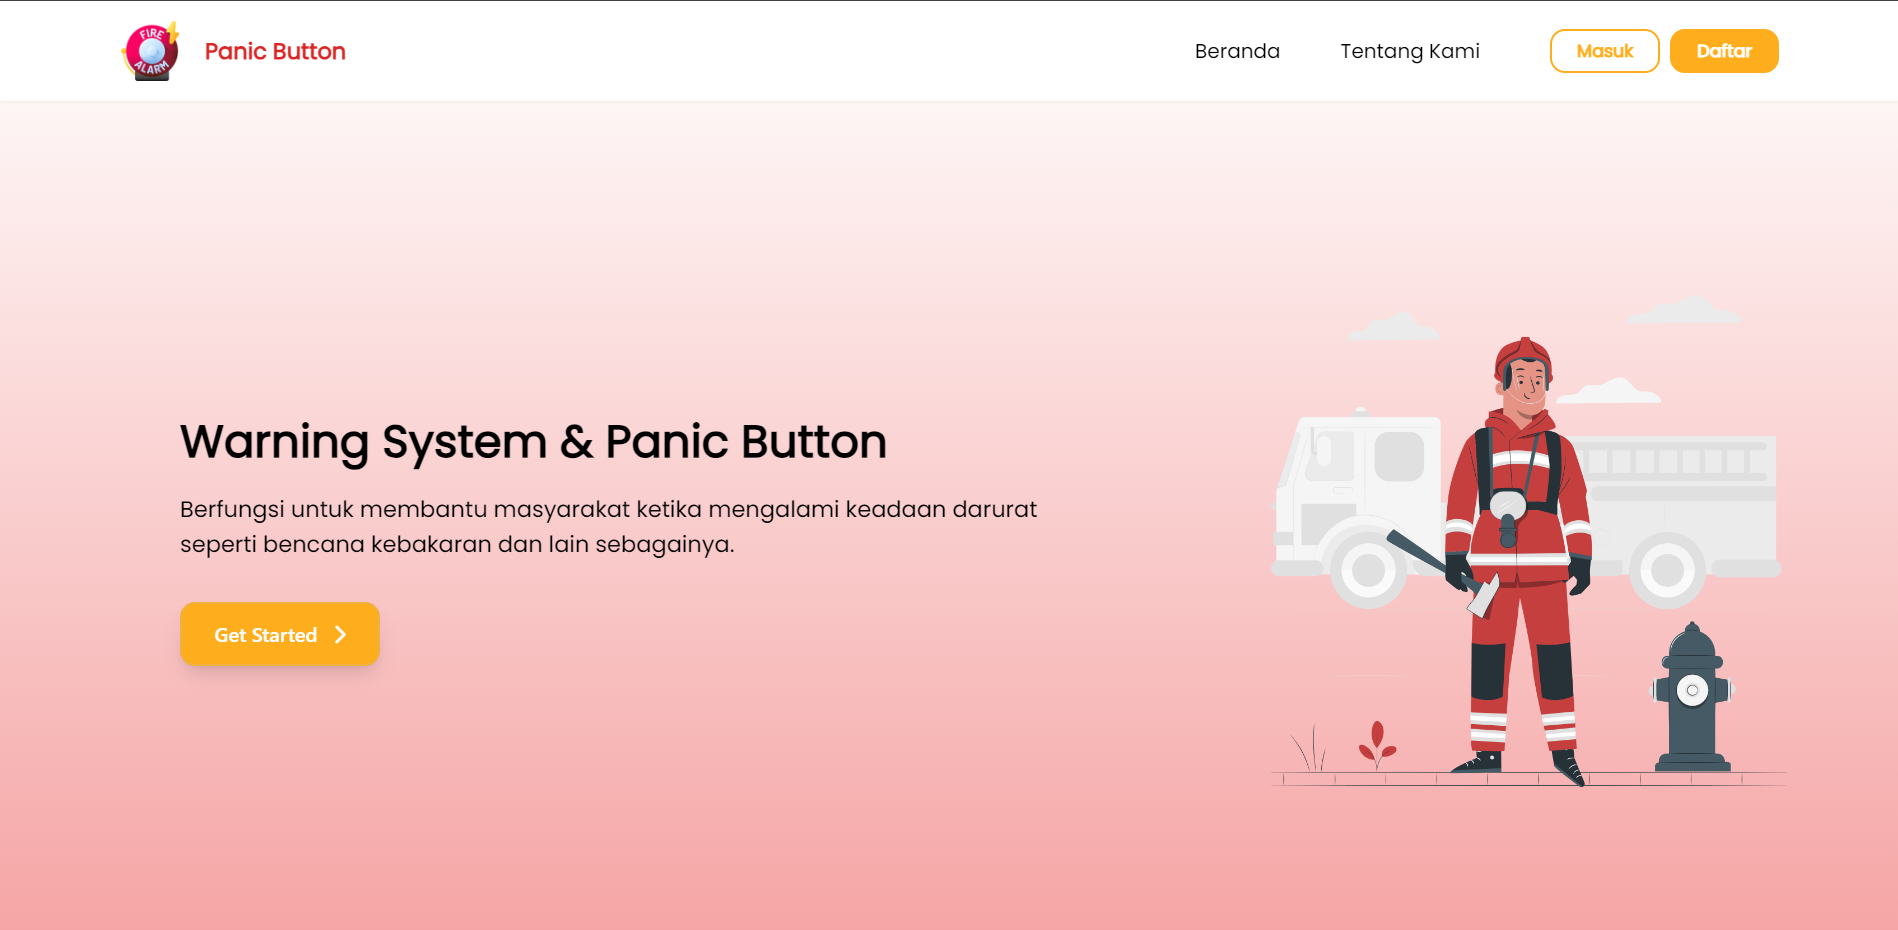 FIRE
ALARM
Panic Button
Beranda
Tentang Kami
Masuk
Daftar
Warning System & Panic Button
Berfungsi untuk membantu masyarakat ketika mengalami keadaan darurat
seperti bencana kebakaran dan lain sebagainya.
Get Started